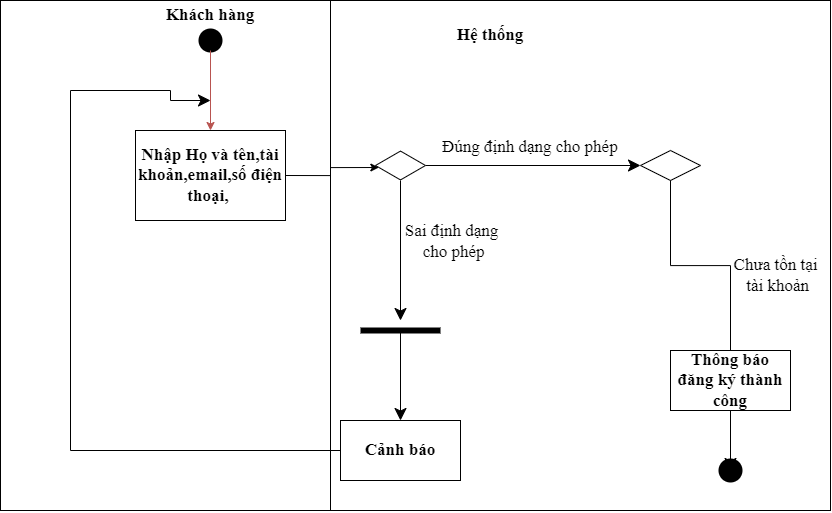 Khách hàng
Hệ thống
Nhập Họ và tên,tài
khoản,email,số điện
thoại,
Đúng định dạng cho phép
Sai định dạng
cho phép
Chưa tồn tại
tài khoản
Thông báo
đăng ký thành
công
Cảnh báo